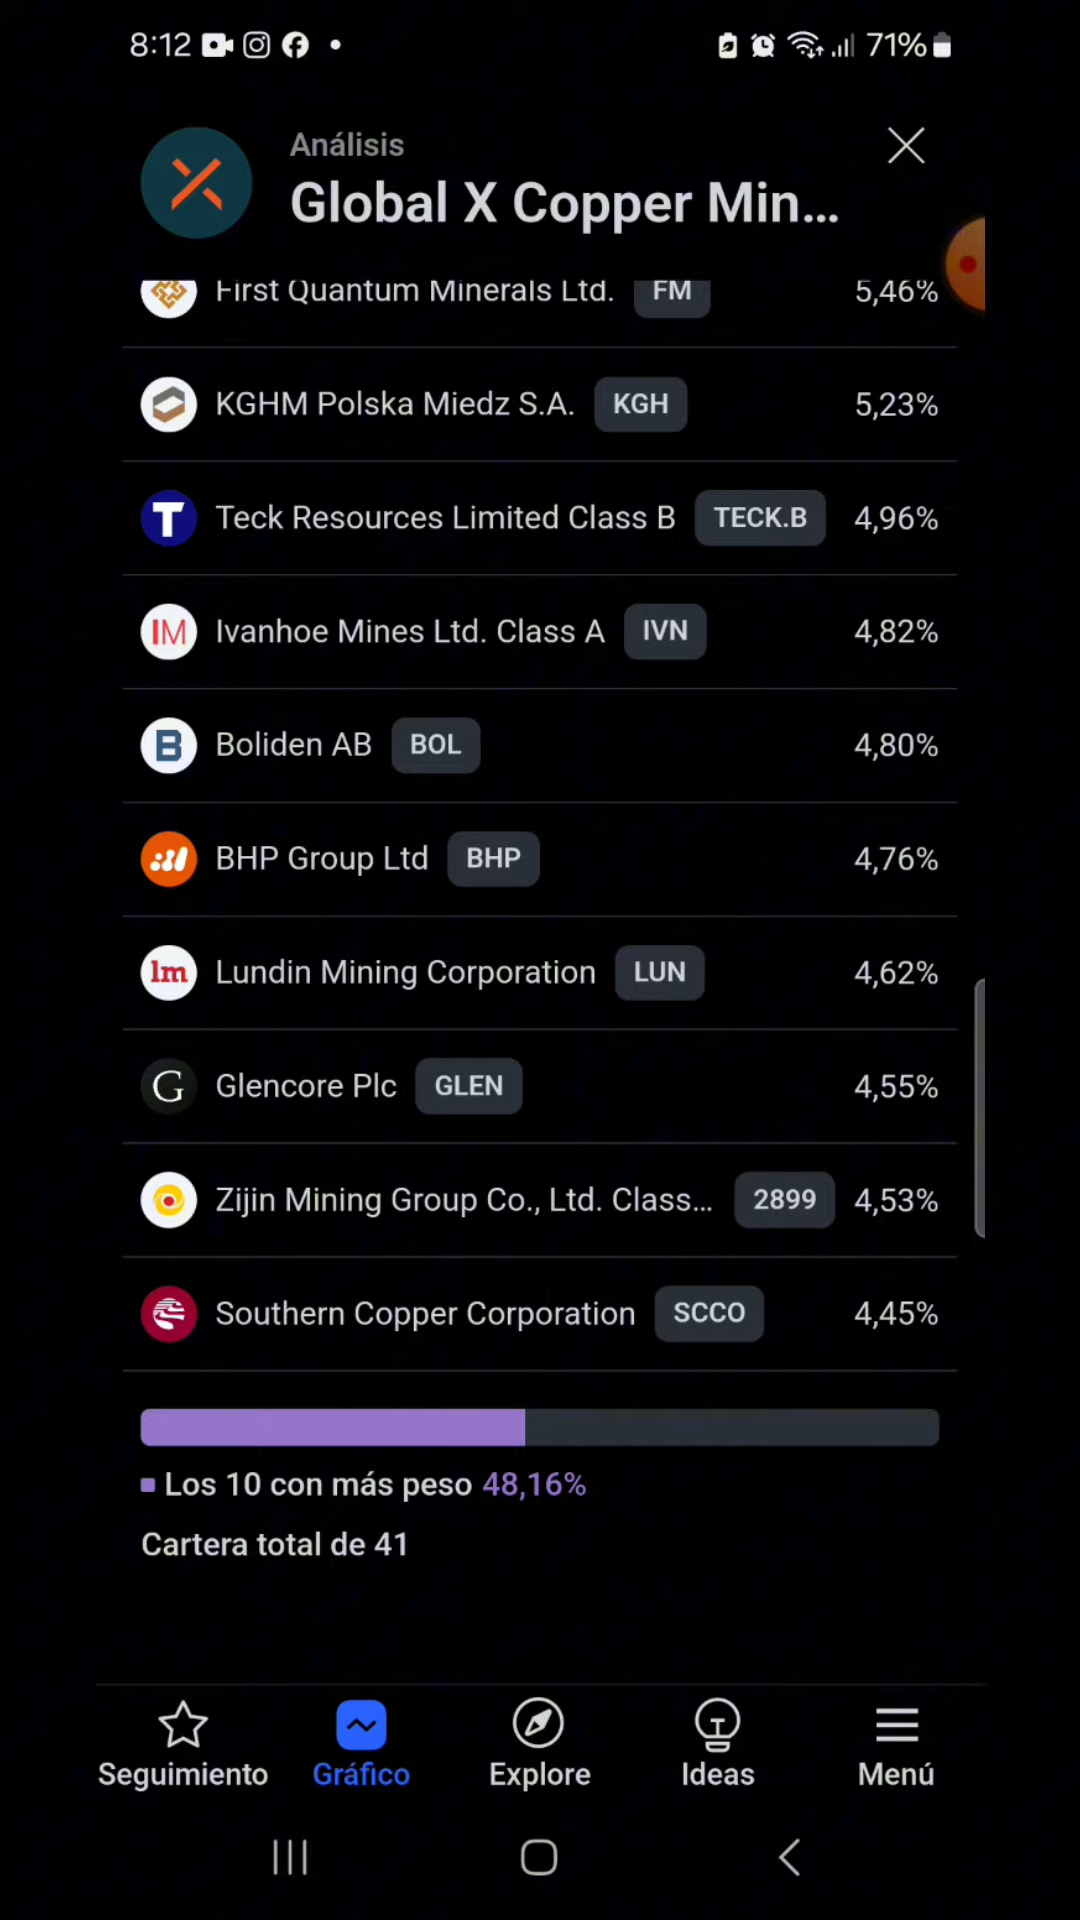 8:12 71%
Análisis
Global X Copper Min...
First Quantum Minerals Ltd. FM 5,46%
KGHM Polska Miedz S.A. KGH 5,23%
T Teck Resources Limited Class B TECK.B 4,96%
IM Ivanhoe Mines Ltd. Class A IVN 4,82%
B Boliden AB BOL 4,80%
BHP Group Ltd BHP 4,76%
lm Lundin Mining Corporation LUN 4,62%
G Glencore Plc GLEN 4,55%
Zijin Mining Group Co., Ltd. Class... 2899 4,53%
Southern Copper Corporation SCCO 4,45%
Los 10 con más peso 48,16%
Cartera total de 41
Seguimiento Gráfico Explore Ideas Menú